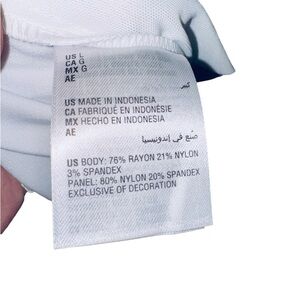 US L
CA G
MX G
AE
كبير
US MADE IN INDONESIA
CA FABRIQUÉ EN INDONÉSIE
MX HECHO EN INDONESIA
AE
صنع في إندونيسيا
US BODY: 76% RAYON 21% NYLON
3% SPANDEX
PANEL: 80% NYLON 20% SPANDEX
EXCLUSIVE OF DECORATION